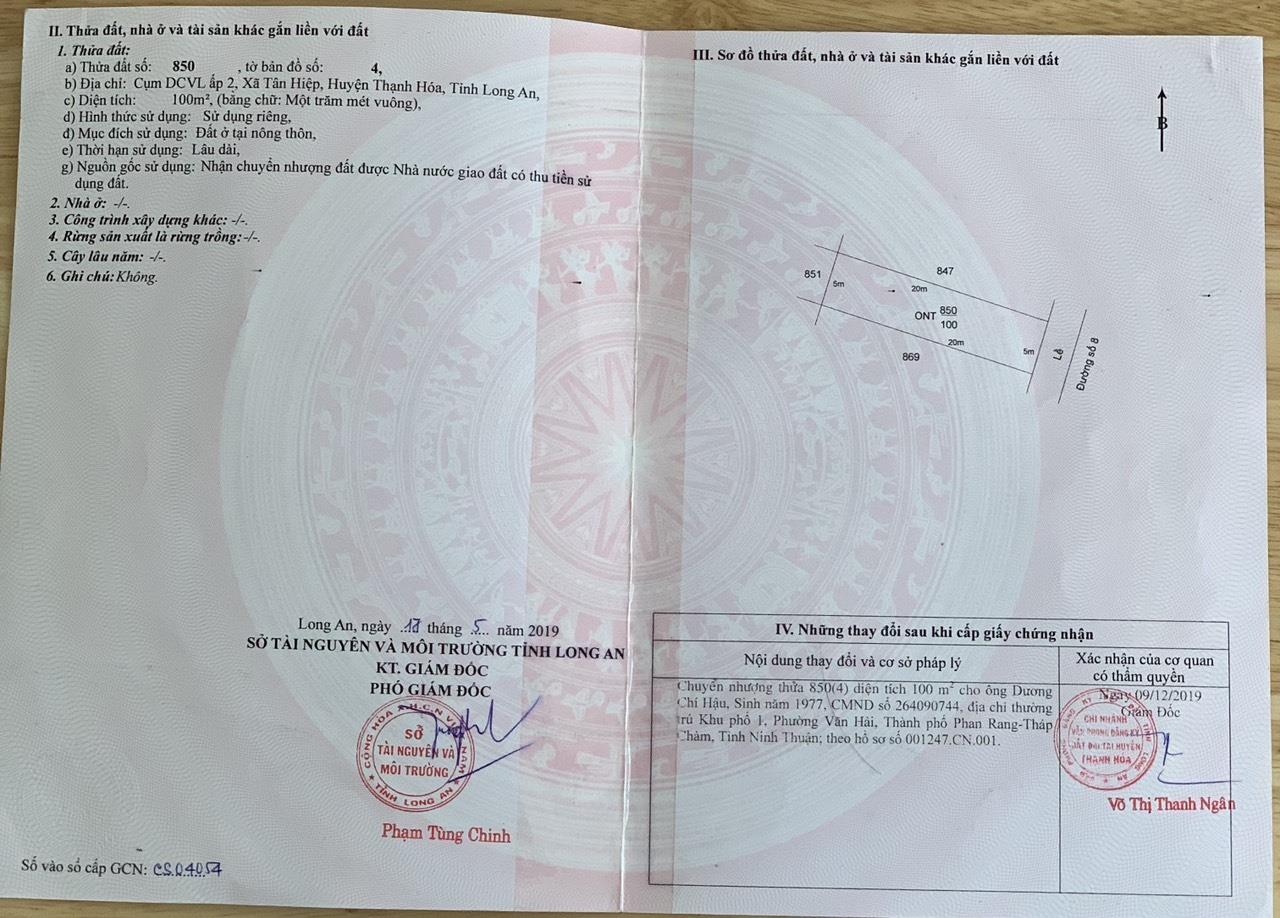 II. Thửa đất, nhà ở và tài sản khác gắn liền với đất
1. Thửa đất:
a) Thửa đất số: 850 , tờ bản đồ số: 4,
b) Địa chỉ: Cụm DCVL ấp 2, Xã Tân Hiệp, Huyện Thạnh Hóa, Tỉnh Long An,
c) Diện tích: 100m², (bằng chữ: Một trăm mét vuông),
d) Hình thức sử dụng: Sử dụng riêng,
đ) Mục đích sử dụng: Đất ở tại nông thôn,
e) Thời hạn sử dụng: Lâu dài,
g) Nguồn gốc sử dụng: Nhận chuyển nhượng đất được Nhà nước giao đất có thu tiền sử
dụng đất.
2. Nhà ở: -/-.
3. Công trình xây dựng khác: -/-.
4. Rừng sản xuất là rừng trồng: -/-.
5. Cây lâu năm: -/-.
6. Ghi chú: Không.
Long An, ngày 17 tháng 5 năm 2019
SỞ TÀI NGUYÊN VÀ MÔI TRƯỜNG TỈNH LONG AN
KT. GIÁM ĐỐC
PHÓ GIÁM ĐỐC
CỘNG HÒA X.H.C.N VIỆT NAM
SỞ
TÀI NGUYÊN VÀ
MÔI TRƯỜNG
TỈNH LONG AN
Phạm Tùng Chinh
Số vào sổ cấp GCN: CS.04054
III. Sơ đồ thửa đất, nhà ở và tài sản khác gắn liền với đất
B
847
851
5m
20m
ONT 850
100
20m
5m
869
Lề
Đường số 8
IV. Những thay đổi sau khi cấp giấy chứng nhận
Nội dung thay đổi và cơ sở pháp lý
Xác nhận của cơ quan
có thẩm quyền
Chuyển nhượng thửa 850(4) diện tích 100 m² cho ông Dương
Chí Hậu, Sinh năm 1977, CMND số 264090744, địa chỉ thường
trú Khu phố 1, Phường Văn Hải, Thành phố Phan Rang-Tháp
Chàm, Tỉnh Ninh Thuận; theo hồ sơ số 001247.CN.001.
Ngày 09/12/2019
Giám Đốc
CHI NHÁNH
VĂN PHÒNG ĐĂNG KÝ
ĐẤT ĐAI TẠI HUYỆN
THẠNH HÓA
Võ Thị Thanh Ngân